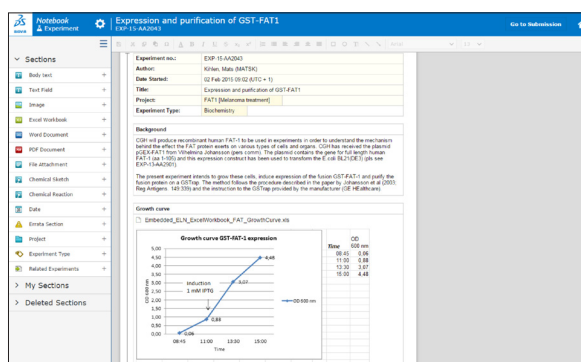 Notebook
Experiment
Expression and purification of GST-FAT1
EXP-15-AA2043
Go to Submission
Sections
Body text +
Text Field +
Image +
Excel Workbook +
Word Document +
PDF Document +
File Attachment +
Chemical Sketch +
Chemical Reaction +
Date +
Errata Section +
Project +
Experiment Type +
Related Experiments +
My Sections
Deleted Sections
Experiment no.: EXP-15-AA2043
Author: Kihlen, Mats (MATSK)
Date Started: 02 Feb 2015 09:02 (UTC + 1)
Title: Expression and purification of GST-FAT1
Project: FAT1 [Melanoma treatment]
Experiment Type: Biochemistry
Background
CGH will produce recombinant human FAT-1 to be used in experiments in order to understand the mechanism
behind the effect the FAT protein exerts on various types of cells and organs. CGH has received the plasmid
pGEX-FAT1 from Vilhelmina Johansson (pers comm). The plasmid contains the gene for full length human
FAT-1 (aa 1-185) and this expression construct has been used to transform the E coli BL21(DE3) (pls see
EXP-13-AA2901).
The present experiment intends to grow these cells, induce expression of the fusion GST-FAT1 and purify the
fusion protein on a GSTrap. The method follows the procedure described in the paper by Johansson et al (2003;
Reg Antigens. 149:339) and the instruction to the GSTrap provided by the manufacturer (GE HEalthcare).
Growth curve
Embedded_ELN_ExcelWorkbook_FAT_GrowthCurve.xls
Growth curve GST-FAT-1 expression
OD 600 nm
5,00
4,50
4,00
3,50
3,00
2,50
2,00
1,50
1,00
0,50
0,00
08:45 11:00 13:30 15:00
Time
Induction
1 mM IPTG
0,06
0,88
3,07
4,48
OD 600 nm
Time OD 600 nm
08:45 0,06
11:00 0,88
13:30 3,07
15:00 4,48